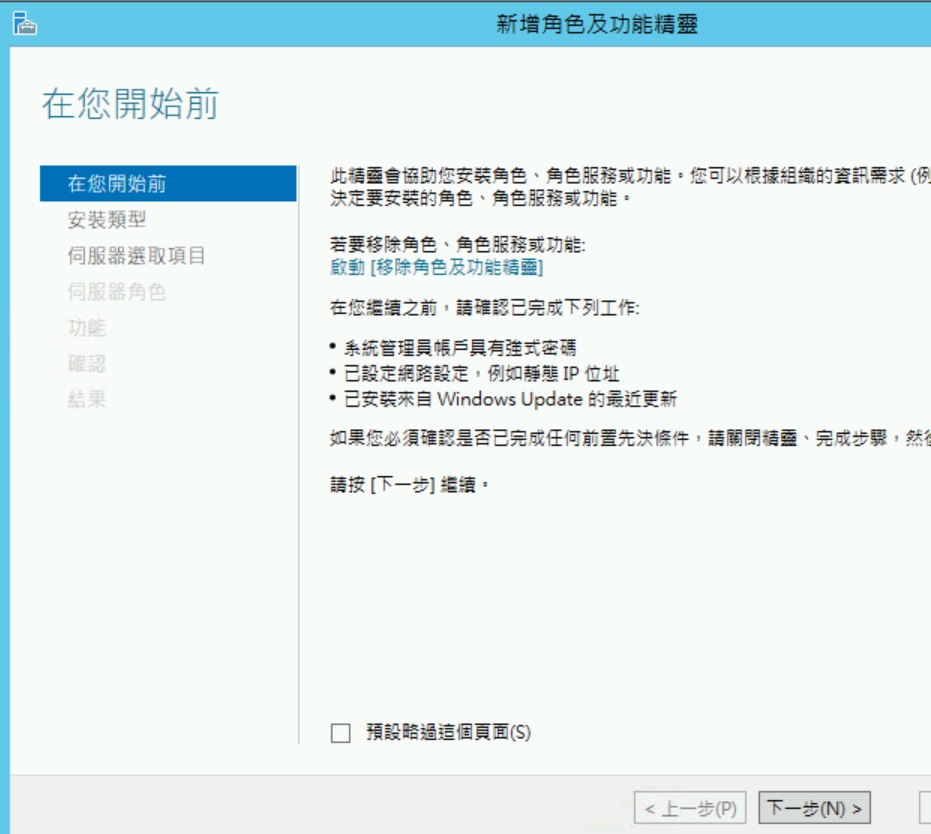 新增角色及功能精靈
在您開始前
在您開始前
安裝類型
伺服器選取項目
伺服器角色
功能
確認
結果
此精靈會協助您安裝角色、角色服務或功能。您可以根據組織的資訊需求 (例
決定要安裝的角色、角色服務或功能。
若要移除角色、角色服務或功能:
啟動 [移除角色及功能精靈]
在您繼續之前，請確認已完成下列工作:
• 系統管理員帳戶具有強式密碼
• 已設定網路設定，例如靜態 IP 位址
• 已安裝來自 Windows Update 的最近更新
如果您必須確認是否已完成任何前置先決條件，請關閉精靈、完成步驟，然後
請按 [下一步] 繼續。
預設略過這個頁面(S)
< 上一步(P)
下一步(N) >